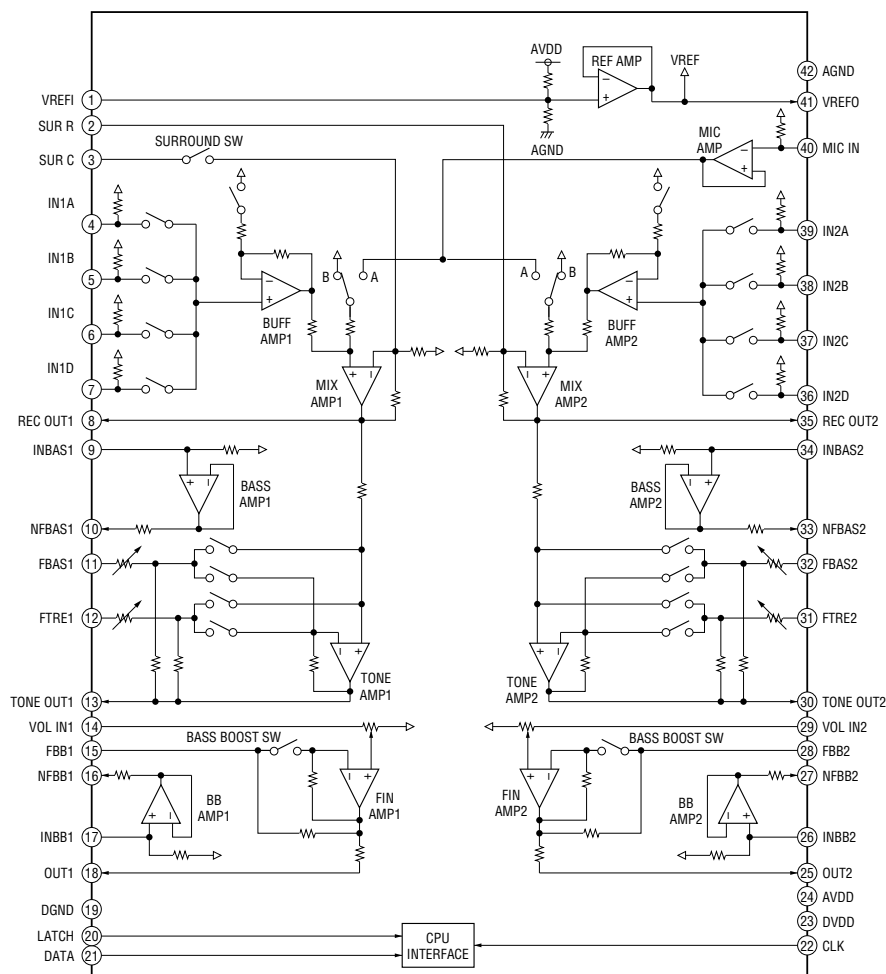 AVDD
REF AMP
VREF
42 AGND
VREFI 1
41 VREFO
SUR R 2
SURROUND SW
AGND
MIC
AMP
40 MIC IN
SUR C 3
IN1A
4
39 IN2A
IN1B
5
B
A
A
B
38 IN2B
IN1C
6
BUFF
AMP1
BUFF
AMP2
37 IN2C
IN1D
7
MIX
AMP1
MIX
AMP2
36 IN2D
REC OUT1 8
35 REC OUT2
INBAS1 9
34 INBAS2
BASS
AMP1
BASS
AMP2
NFBAS1 10
33 NFBAS2
FBAS1 11
32 FBAS2
FTRE1 12
31 FTRE2
TONE
AMP1
TONE
AMP2
TONE OUT1 13
30 TONE OUT2
VOL IN1 14
29 VOL IN2
BASS BOOST SW
BASS BOOST SW
FBB1 15
28 FBB2
NFBB1 16
27 NFBB2
BB
AMP1
FIN
AMP1
FIN
AMP2
BB
AMP2
INBB1 17
26 INBB2
OUT1 18
25 OUT2
24 AVDD
DGND 19
23 DVDD
LATCH 20
CPU
INTERFACE
22 CLK
DATA 21